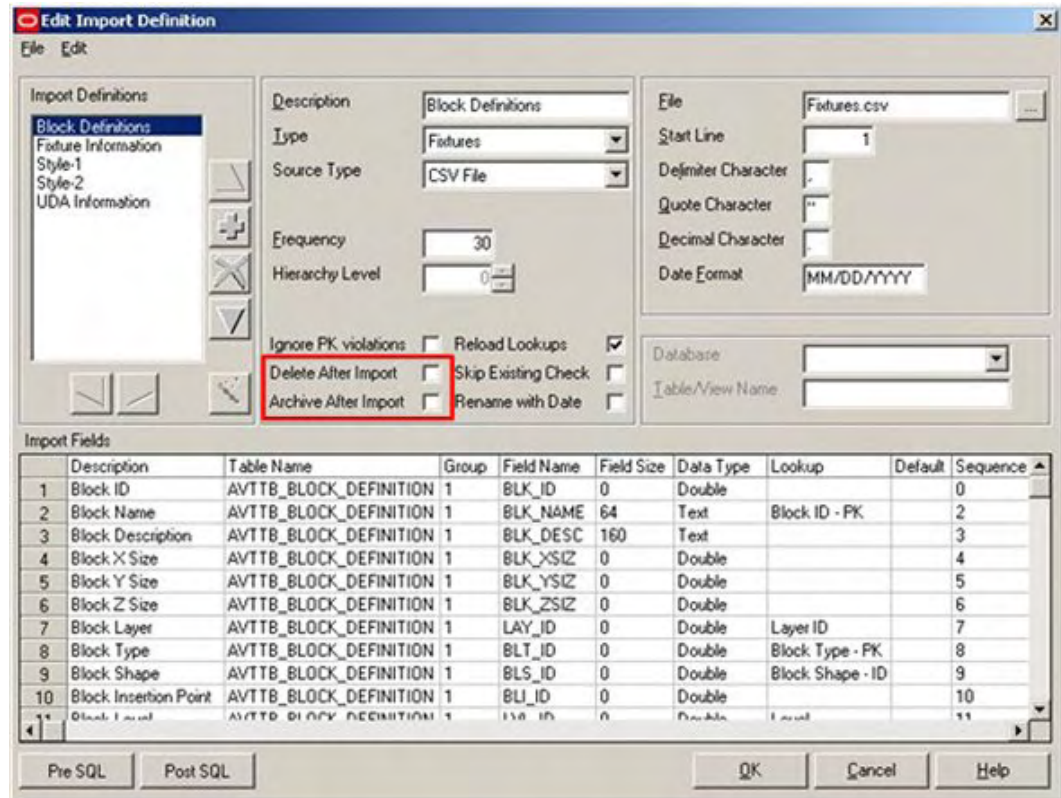 Edit Import Definition
File Edit
Import Definitions
Block Definitions
Fixture Information
Style-1
Style-2
UDA Information
Description Block Definitions
Type Fixtures
Source Type CSV File
Frequency 30
Hierarchy Level 0
Ignore PK violations Reload Lookups
Delete After Import Skip Existing Check
Archive After Import Rename with Date
File Fixtures.csv ...
Start Line 1
Delimiter Character ,
Quote Character "
Decimal Character .
Date Format MM/DD/YYYY
Database
Table/View Name
Import Fields
Description Table Name Group Field Name Field Size Data Type Lookup Default Sequence
1 Block ID AVTTB_BLOCK_DEFINITION 1 BLK_ID 0 Double 0
2 Block Name AVTTB_BLOCK_DEFINITION 1 BLK_NAME 64 Text Block ID - PK 2
3 Block Description AVTTB_BLOCK_DEFINITION 1 BLK_DESC 160 Text 3
4 Block X Size AVTTB_BLOCK_DEFINITION 1 BLK_XSIZ 0 Double 4
5 Block Y Size AVTTB_BLOCK_DEFINITION 1 BLK_YSIZ 0 Double 5
6 Block Z Size AVTTB_BLOCK_DEFINITION 1 BLK_ZSIZ 0 Double 6
7 Block Layer AVTTB_BLOCK_DEFINITION 1 LAY_ID 0 Double Layer ID 7
8 Block Type AVTTB_BLOCK_DEFINITION 1 BLT_ID 0 Double Block Type - PK 8
9 Block Shape AVTTB_BLOCK_DEFINITION 1 BLS_ID 0 Double Block Shape - ID 9
10 Block Insertion Point AVTTB_BLOCK_DEFINITION 1 BLI_ID 0 Double 10
11 Block Level AVTTB_BLOCK_DEFINITION 1 LVL_ID 0 Double Level 11
Pre SQL Post SQL OK Cancel Help